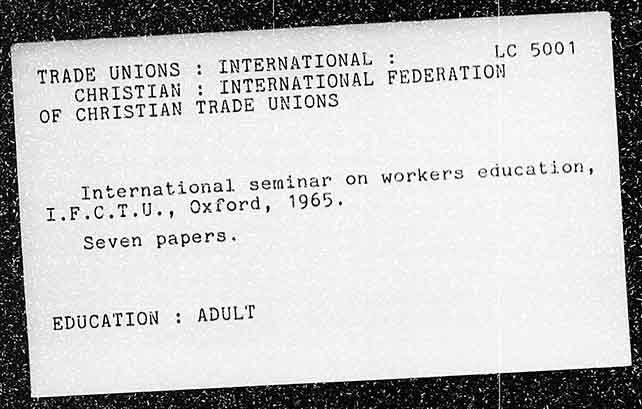 TRADE UNIONS : INTERNATIONAL : LC 5001
CHRISTIAN : INTERNATIONAL FEDERATION
OF CHRISTIAN TRADE UNIONS
International seminar on workers education,
I.F.C.T.U., Oxford, 1965.
Seven papers.
EDUCATION : ADULT